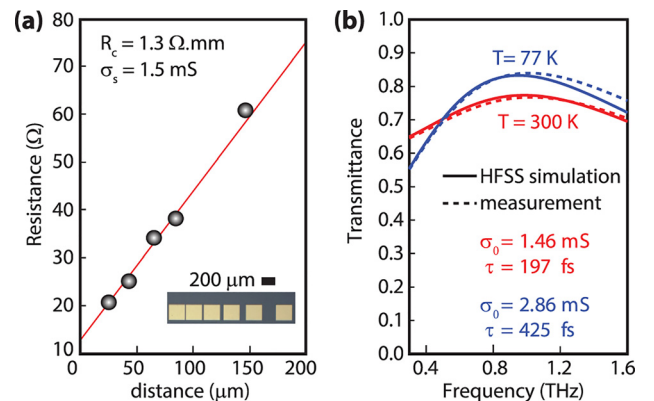 (a)
80
70
60
50
40
30
20
10
Resistance (Ω)
R_c = 1.3 Ω.mm
σ_s = 1.5 mS
200 μm
0 50 100 150 200
distance (μm)
(b)
1.0
0.9
0.8
0.7
0.6
0.5
0.4
0.3
0.2
0.1
0.0
Transmittance
T= 77 K
T = 300 K
HFSS simulation
measurement
σ₀ = 1.46 mS
τ = 197 fs
σ₀ = 2.86 mS
τ = 425 fs
0.4 0.8 1.2 1.6
Frequency (THz)